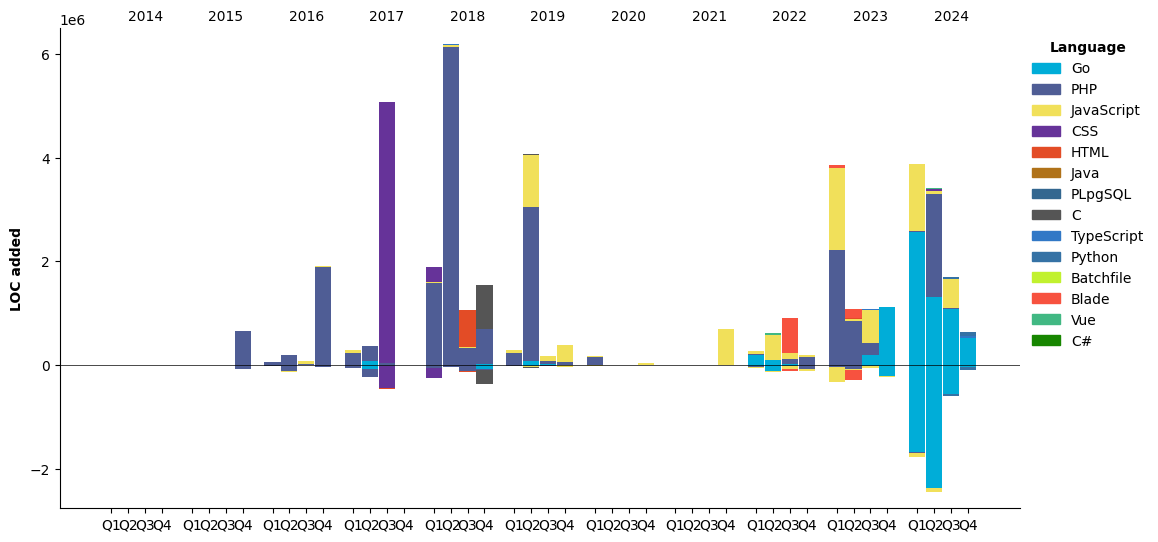 2014 2015 2016 2017 2018 2019 2020 2021 2022 2023 2024
1e6
6
4
2
0
−2
LOC added
Q1Q2Q3Q4 Q1Q2Q3Q4 Q1Q2Q3Q4 Q1Q2Q3Q4 Q1Q2Q3Q4 Q1Q2Q3Q4 Q1Q2Q3Q4 Q1Q2Q3Q4 Q1Q2Q3Q4 Q1Q2Q3Q4 Q1Q2Q3Q4
Language
Go
PHP
JavaScript
CSS
HTML
Java
PLpgSQL
C
TypeScript
Python
Batchfile
Blade
Vue
C#